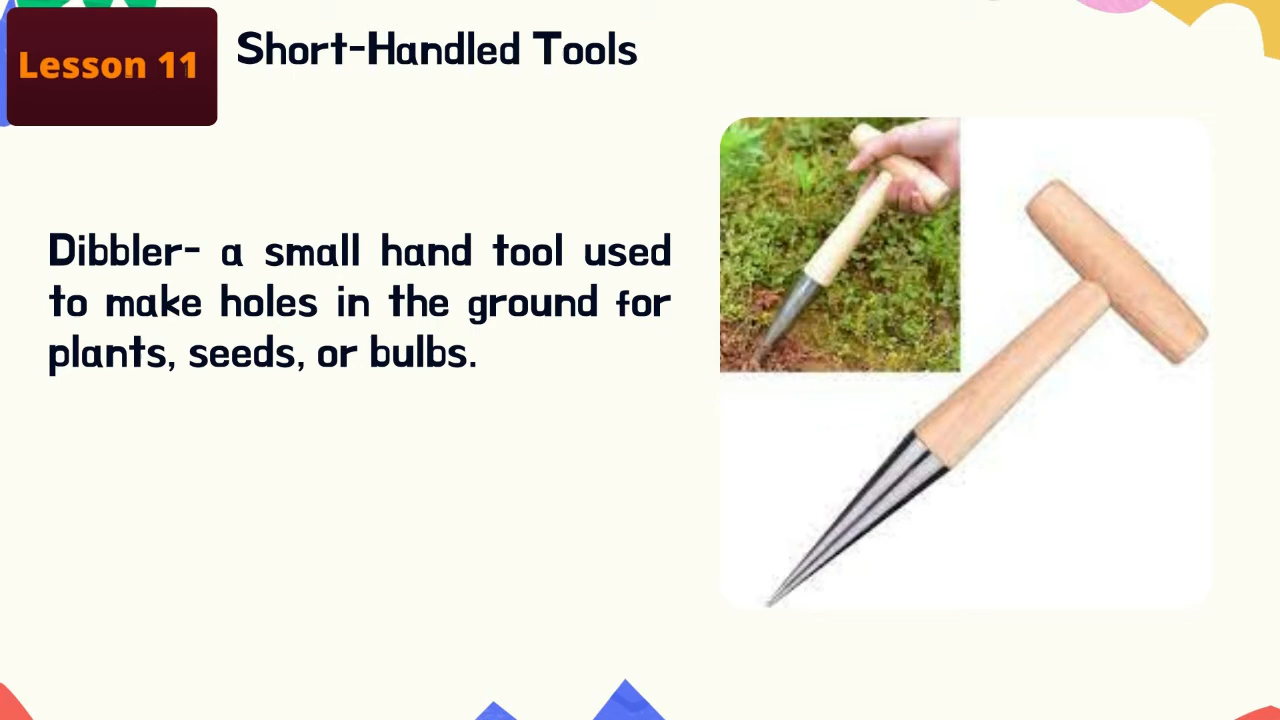 Lesson 11
Short-Handled Tools
Dibbler- a small hand tool used
to make holes in the ground for
plants, seeds, or bulbs.